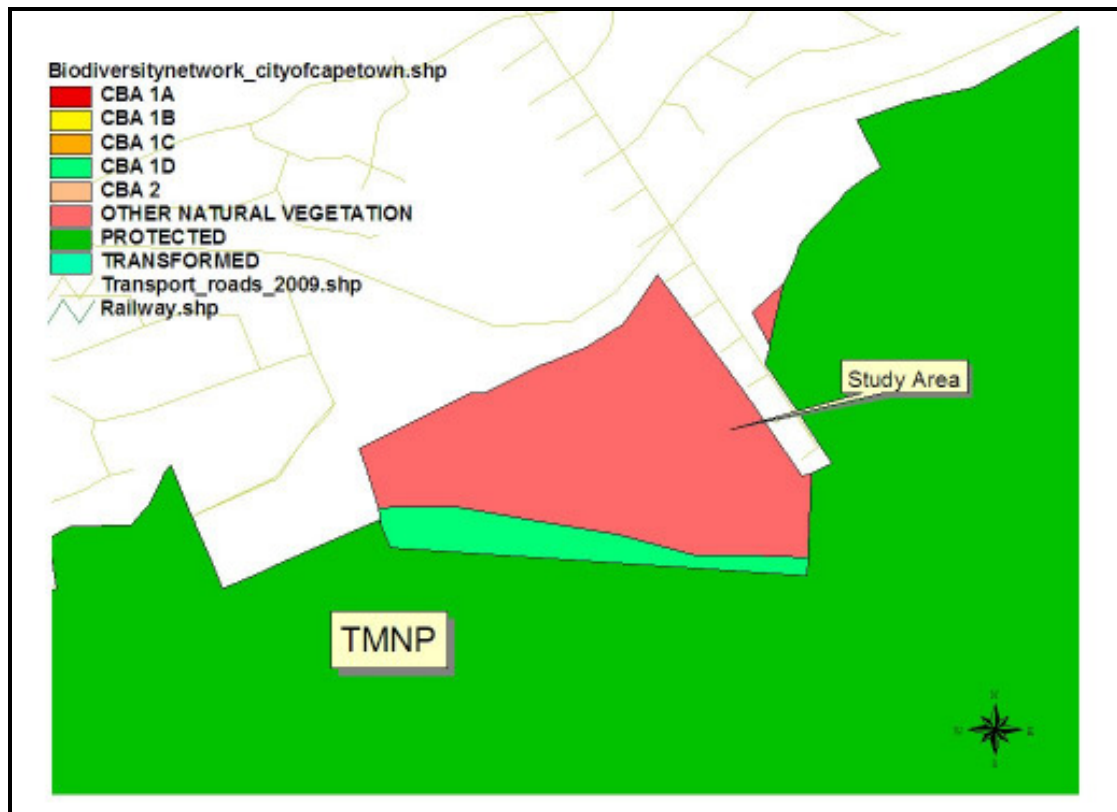 Biodiversitynetwork_cityofcapetown.shp
CBA 1A
CBA 1B
CBA 1C
CBA 1D
CBA 2
OTHER NATURAL VEGETATION
PROTECTED
TRANSFORMED
Transport_roads_2009.shp
Railway.shp
Study Area
TMNP